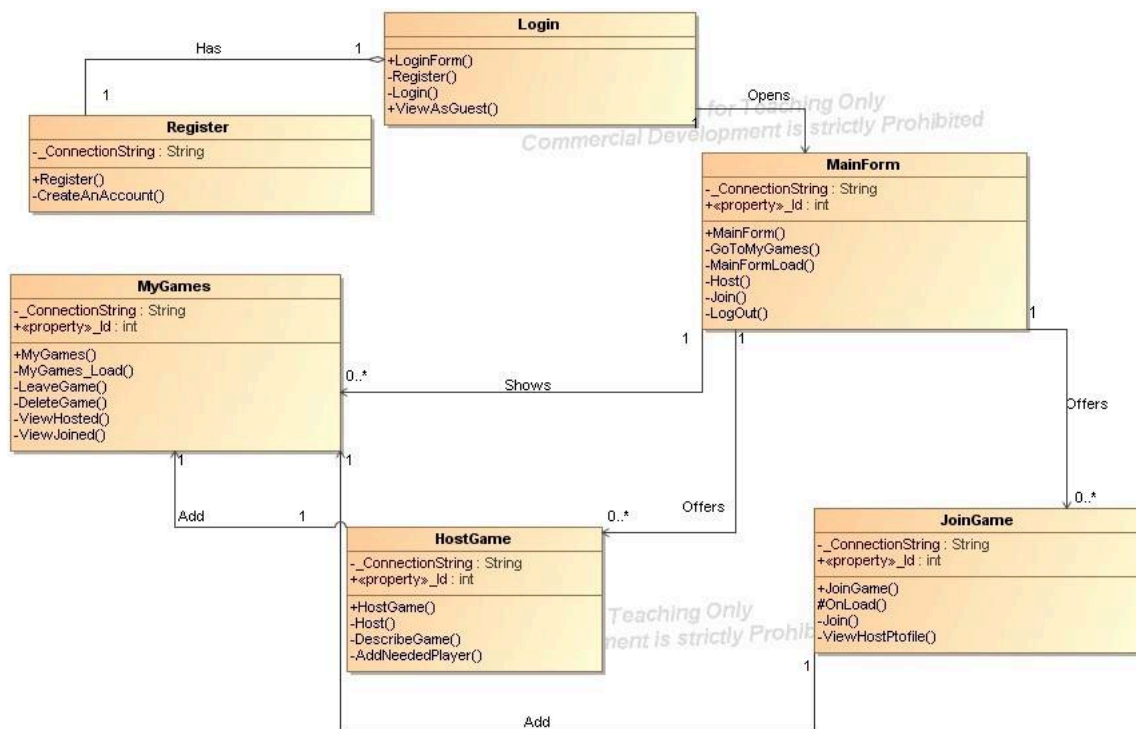 Login
+LoginForm()
-Register()
-Login()
+ViewAsGuest()
Has
1
1
Register
-_ConnectionString : String
+Register()
-CreateAnAccount()
Opens
1
for Teaching Only
Commercial Development is strictly Prohibited
MainForm
-_ConnectionString : String
+«property»_Id : int
+MainForm()
-GoToMyGames()
-MainFormLoad()
-Host()
-Join()
-LogOut()
MyGames
-_ConnectionString : String
+«property»_Id : int
+MyGames()
-MyGames_Load()
-LeaveGame()
-DeleteGame()
-ViewHosted()
-ViewJoined()
1
1
1
0..*
Shows
Offers
1
1
Add
1
0..*
Offers
0..*
HostGame
-_ConnectionString : String
+«property»_Id : int
+HostGame()
-Host()
-DescribeGame()
-AddNeededPlayer()
Teaching Only
ment is strictly Prohib
JoinGame
-_ConnectionString : String
+«property»_Id : int
+JoinGame()
#OnLoad()
-Join()
-ViewHostPtofile()
1
Add